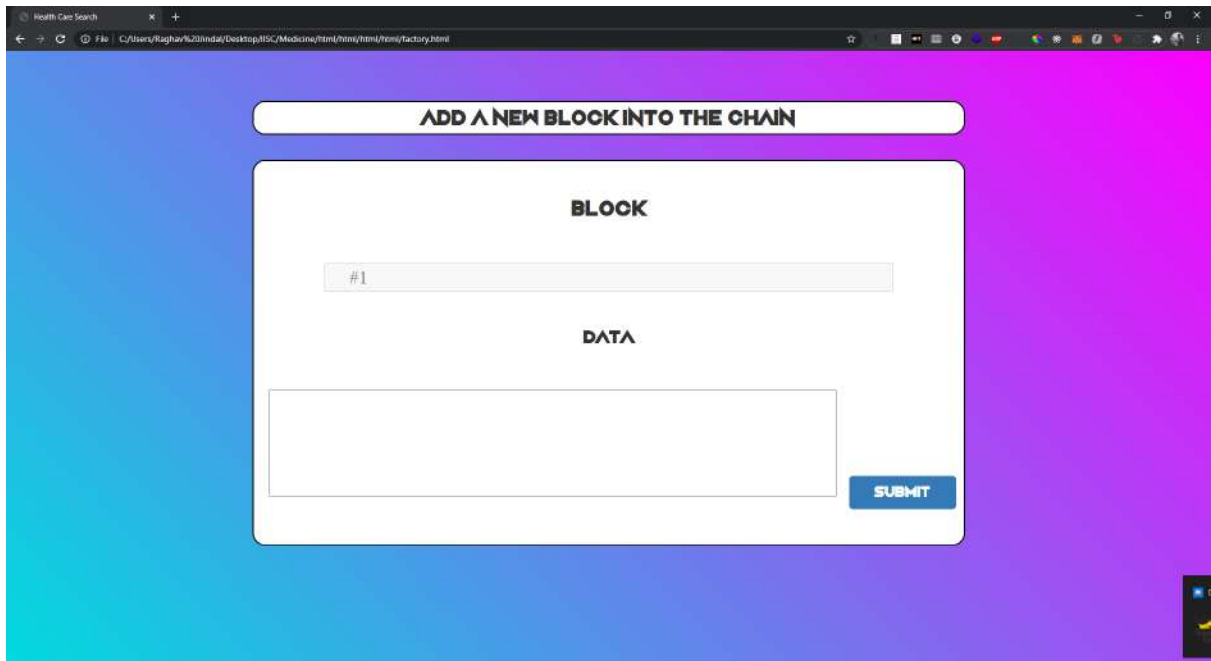 Health Care Search
File C:/Users/Raghav%20Jindal/Desktop/IISC/Medicine/html/html/html/html/factory.html
ADD A NEW BLOCK INTO THE CHAIN
BLOCK
#1
DATA
SUBMIT